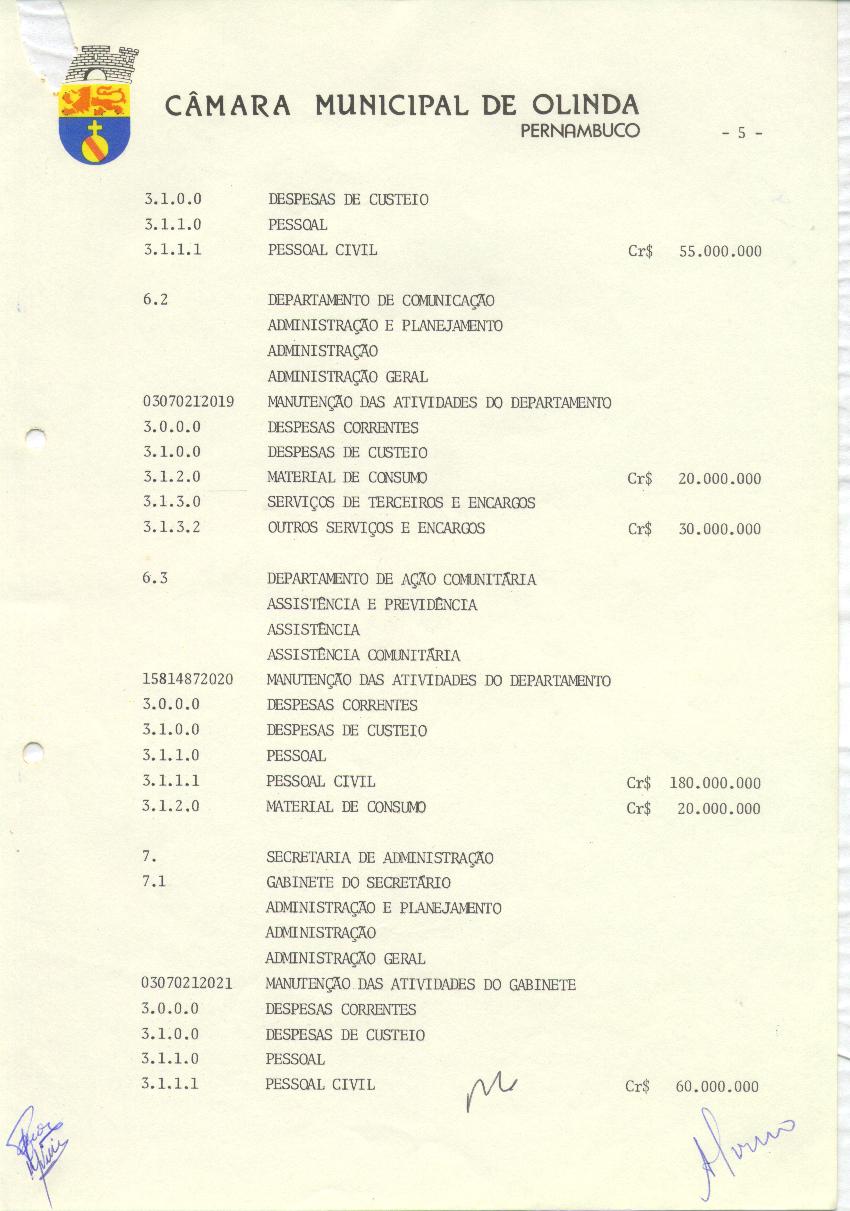 CÂMARA MUNICIPAL DE OLINDA
PERNAMBUCO - 5 -
3.1.0.0 DESPESAS DE CUSTEIO
3.1.1.0 PESSOAL
3.1.1.1 PESSOAL CIVIL Cr$ 55.000.000
6.2 DEPARTAMENTO DE COMUNICAÇÃO
ADMINISTRAÇÃO E PLANEJAMENTO
ADMINISTRAÇÃO
ADMINISTRAÇÃO GERAL
03070212019 MANUTENÇÃO DAS ATIVIDADES DO DEPARTAMENTO
3.0.0.0 DESPESAS CORRENTES
3.1.0.0 DESPESAS DE CUSTEIO
3.1.2.0 MATERIAL DE CONSUMO Cr$ 20.000.000
3.1.3.0 SERVIÇOS DE TERCEIROS E ENCARGOS
3.1.3.2 OUTROS SERVIÇOS E ENCARGOS Cr$ 30.000.000
6.3 DEPARTAMENTO DE AÇÃO COMUNITÁRIA
ASSISTÊNCIA E PREVIDÊNCIA
ASSISTÊNCIA
ASSISTÊNCIA COMUNITÁRIA
15814872020 MANUTENÇÃO DAS ATIVIDADES DO DEPARTAMENTO
3.0.0.0 DESPESAS CORRENTES
3.1.0.0 DESPESAS DE CUSTEIO
3.1.1.0 PESSOAL
3.1.1.1 PESSOAL CIVIL Cr$ 180.000.000
3.1.2.0 MATERIAL DE CONSUMO Cr$ 20.000.000
7. SECRETARIA DE ADMINISTRAÇÃO
7.1 GABINETE DO SECRETÁRIO
ADMINISTRAÇÃO E PLANEJAMENTO
ADMINISTRAÇÃO
ADMINISTRAÇÃO GERAL
03070212021 MANUTENÇÃO DAS ATIVIDADES DO GABINETE
3.0.0.0 DESPESAS CORRENTES
3.1.0.0 DESPESAS DE CUSTEIO
3.1.1.0 PESSOAL
3.1.1.1 PESSOAL CIVIL Cr$ 60.000.000